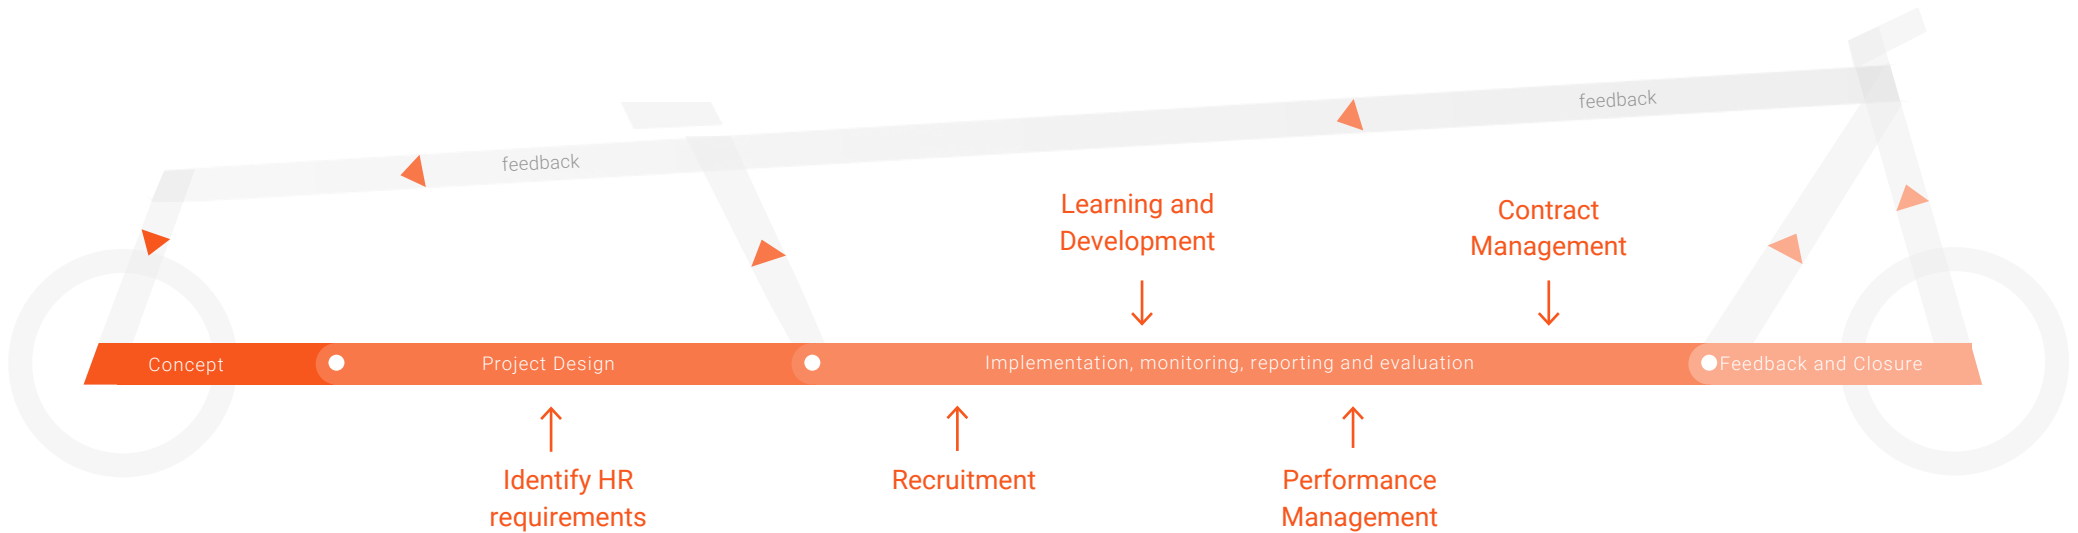 feedback
feedback
Learning and
Development
Contract
Management
Concept
Project Design
Implementation, monitoring, reporting and evaluation
Feedback and Closure
Identify HR
requirements
Recruitment
Performance
Management